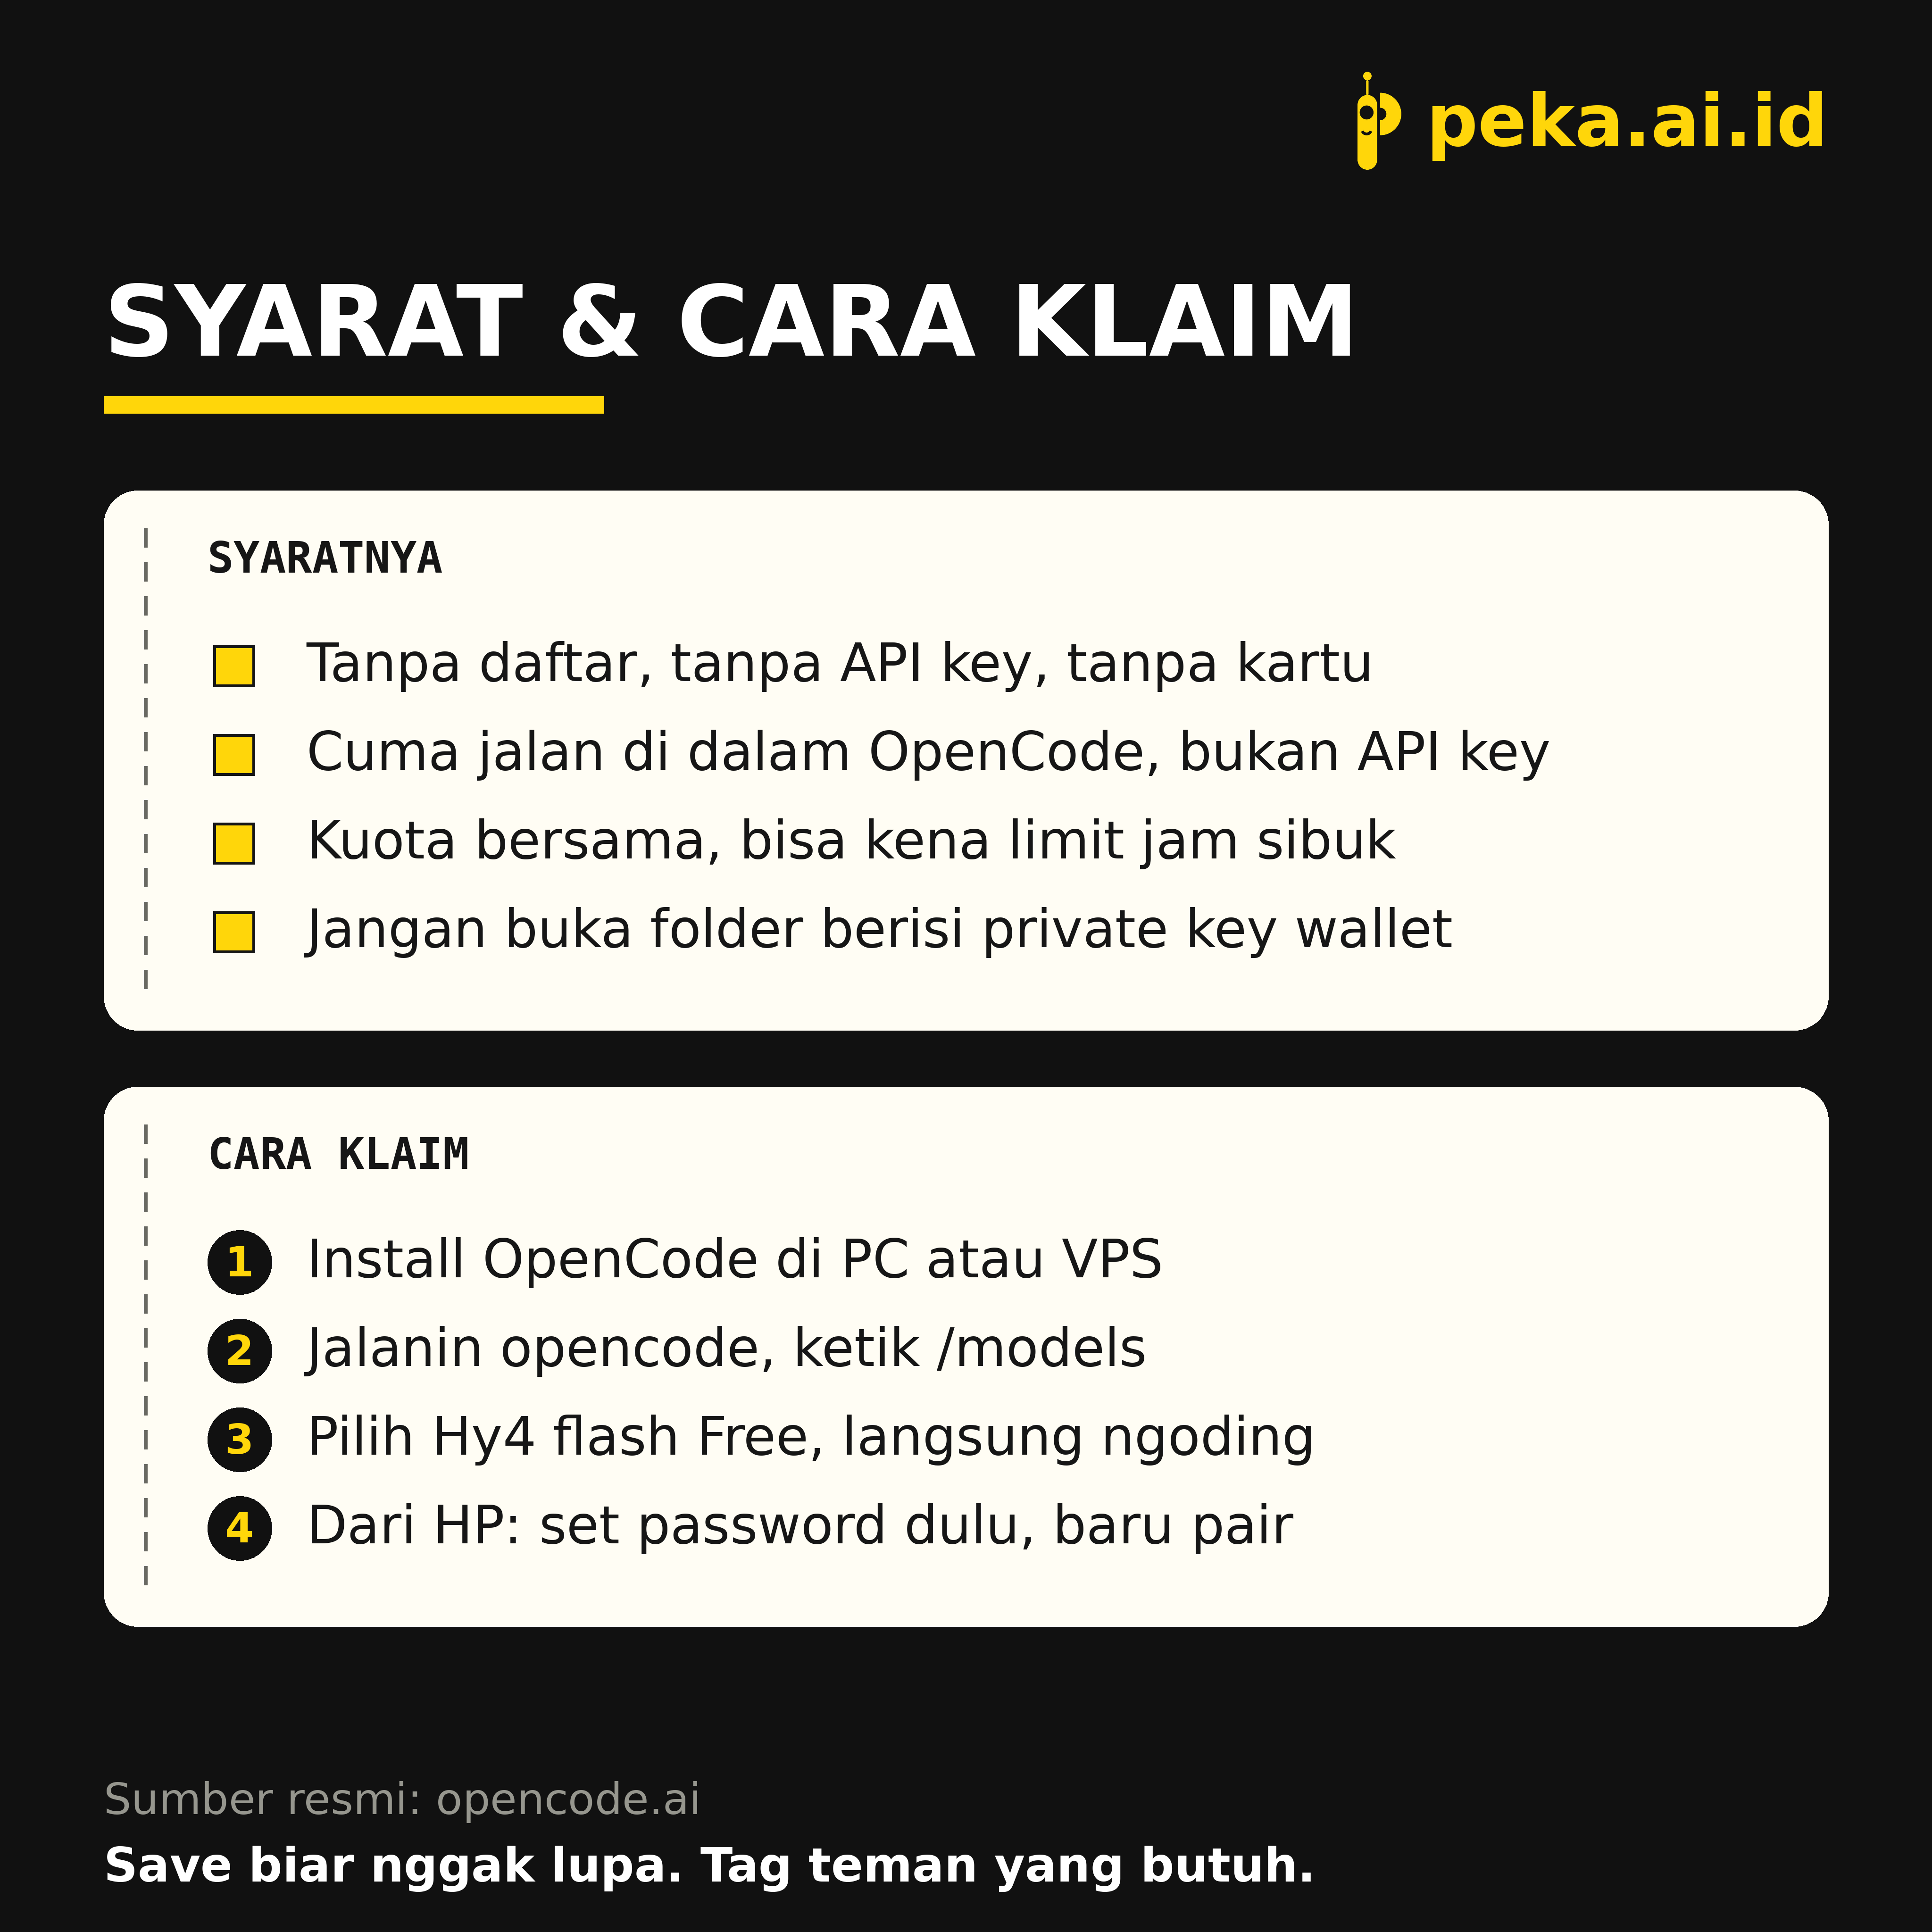 peka.ai.id
SYARAT & CARA KLAIM
SYARATNYA
Tanpa daftar, tanpa API key, tanpa kartu
Cuma jalan di dalam OpenCode, bukan API key
Kuota bersama, bisa kena limit jam sibuk
Jangan buka folder berisi private key wallet
CARA KLAIM
1 Install OpenCode di PC atau VPS
2 Jalanin opencode, ketik /models
3 Pilih Hy4 flash Free, langsung ngoding
4 Dari HP: set password dulu, baru pair
Sumber resmi: opencode.ai
Save biar nggak lupa. Tag teman yang butuh.